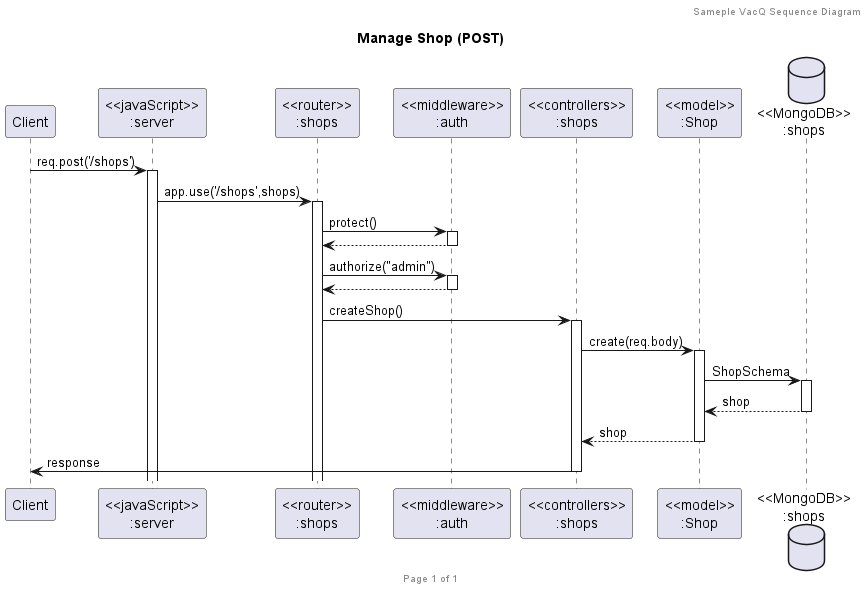 Sameple VacQ Sequence Diagram
Manage Shop (POST)
Client
<<javaScript>>
:server
<<router>>
:shops
<<middleware>>
:auth
<<controllers>>
:shops
<<model>>
:Shop
<<MongoDB>>
:shops
req.post('/shops')
app.use('/shops',shops)
protect()
authorize("admin")
createShop()
create(req.body)
ShopSchema
shop
shop
response
Client
<<javaScript>>
:server
<<router>>
:shops
<<middleware>>
:auth
<<controllers>>
:shops
<<model>>
:Shop
<<MongoDB>>
:shops
Page 1 of 1